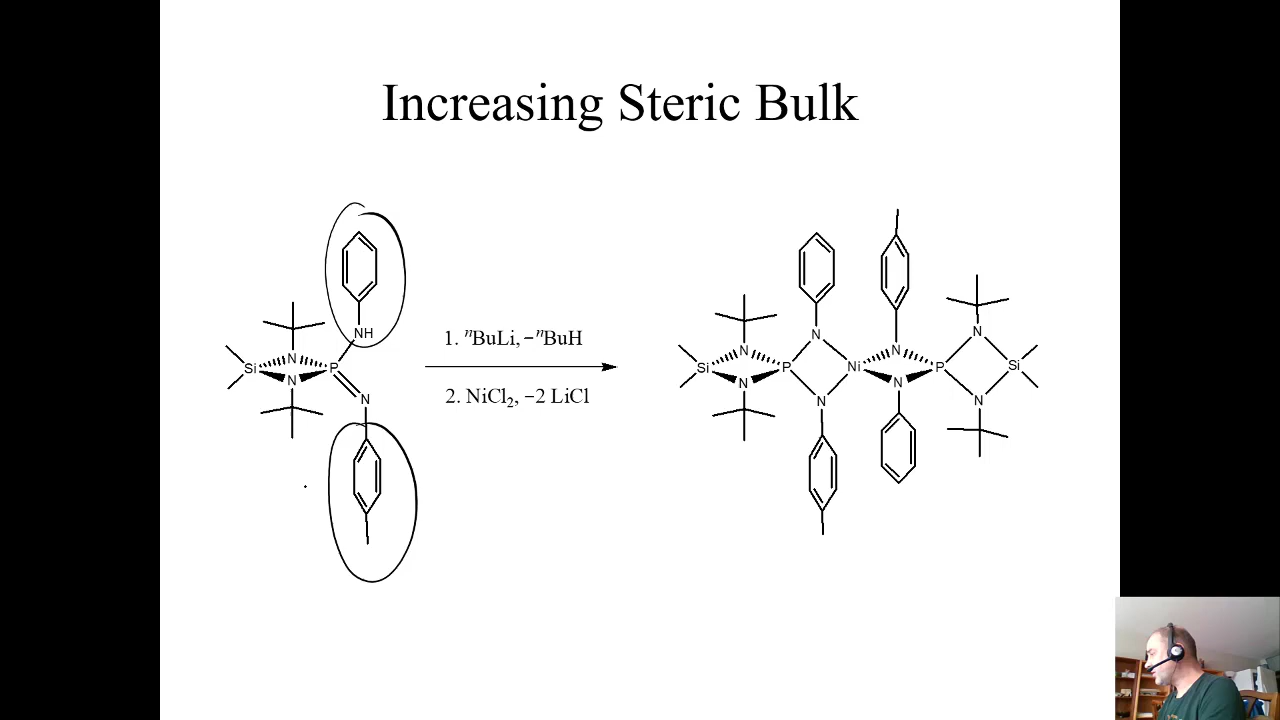 Increasing Steric Bulk
NH
1. ⁿBuLi, −ⁿBuH
2. NiCl₂, −2 LiCl
Si
N
N
P
N
Si
N
N
P
N
N
Ni
N
N
P
N
N
Si